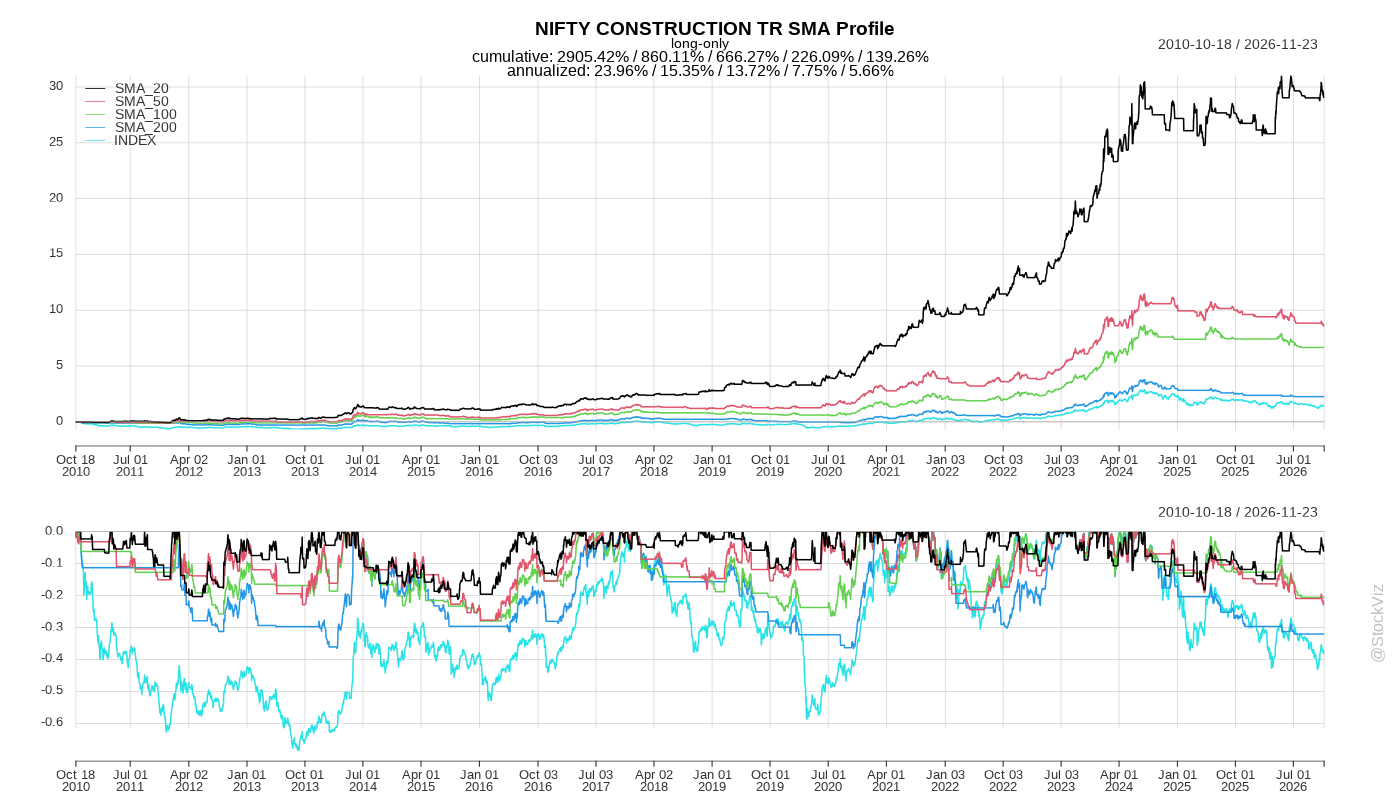 NIFTY CONSTRUCTION TR SMA Profile
long-only
2010-10-18 / 2026-11-23
cumulative: 2905.42% / 860.11% / 666.27% / 226.09% / 139.26%
annualized: 23.96% / 15.35% / 13.72% / 7.75% / 5.66%
30
25
20
15
10
5
0
SMA_20
SMA_50
SMA_100
SMA_200
INDEX
Oct 18 Jul 01 Apr 02 Jan 01 Oct 01 Jul 01 Apr 01 Jan 01 Oct 03 Jul 03 Apr 02 Jan 01 Oct 01 Jul 01 Apr 01 Jan 03 Oct 03 Jul 03 Apr 01 Jan 01 Oct 01 Jul 01
2010 2011 2012 2013 2013 2014 2015 2016 2016 2017 2018 2019 2019 2020 2021 2022 2022 2023 2024 2025 2025 2026
2010-10-18 / 2026-11-23
0.0
-0.1
-0.2
-0.3
-0.4
-0.5
-0.6
Oct 18 Jul 01 Apr 02 Jan 01 Oct 01 Jul 01 Apr 01 Jan 01 Oct 03 Jul 03 Apr 02 Jan 01 Oct 01 Jul 01 Apr 01 Jan 03 Oct 03 Jul 03 Apr 01 Jan 01 Oct 01 Jul 01
2010 2011 2012 2013 2013 2014 2015 2016 2016 2017 2018 2019 2019 2020 2021 2022 2022 2023 2024 2025 2025 2026
@StockViz